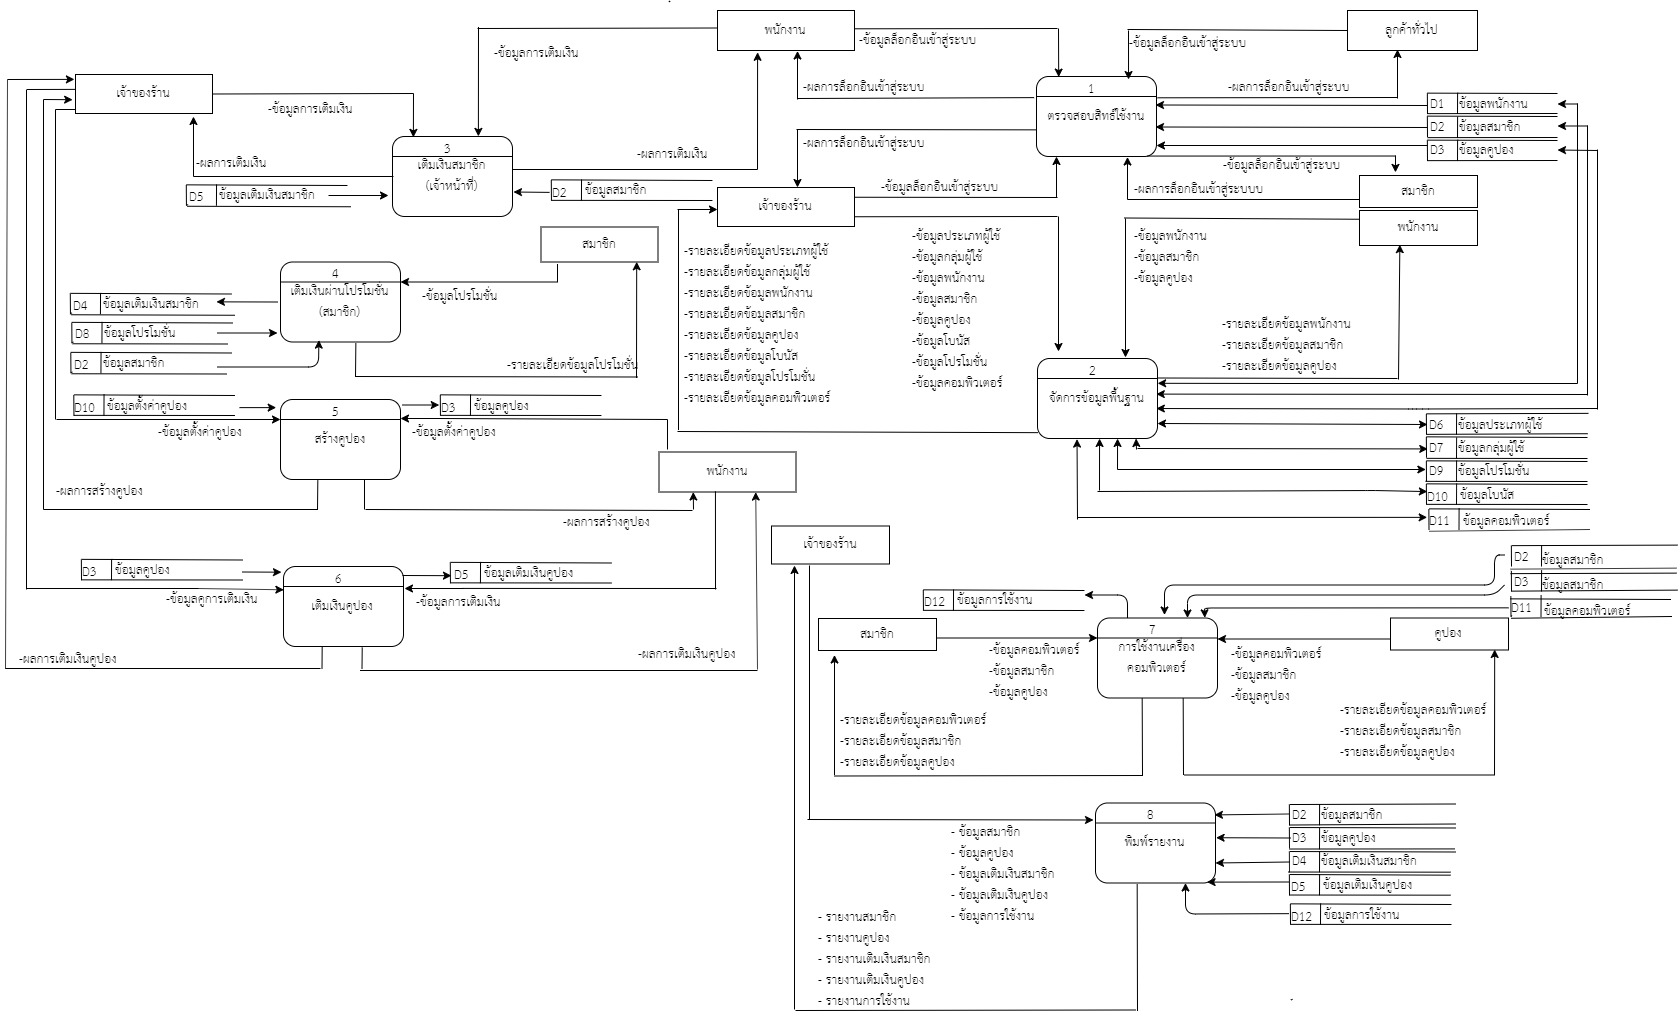 พนักงาน
-ข้อมูลล็อกอินเข้าสู่ระบบ
-ผลการล็อกอินเข้าสู่ระบบ
ลูกค้าทั่วไป
-ข้อมูลล็อกอินเข้าสู่ระบบ
-ผลการล็อกอินเข้าสู่ระบบ
1
ตรวจสอบสิทธ์ใช้งาน
D1 ข้อมูลพนักงาน
D2 ข้อมูลสมาชิก
D3 ข้อมูลคูปอง
-ข้อมูลล็อกอินเข้าสู่ระบบ
-ผลการล็อกอินเข้าสู่ระบบบ
สมาชิก
-ผลการล็อกอินเข้าสู่ระบบ
-ข้อมูลล็อกอินเข้าสู่ระบบ
เจ้าของร้าน
-ข้อมูลการเติมเงิน
เจ้าของร้าน
-ข้อมูลการเติมเงิน
3
เติมเงินสมาชิก
(เจ้าหน้าที่)
-ผลการเติมเงิน
-ผลการเติมเงิน
D5 ข้อมูลเติมเงินสมาชิก
D2 ข้อมูลสมาชิก
พนักงาน
-ข้อมูลพนักงาน
-ข้อมูลสมาชิก
-ข้อมูลคูปอง
-รายละเอียดข้อมูลพนักงาน
-รายละเอียดข้อมูลสมาชิก
-รายละเอียดข้อมูลคูปอง
-รายละเอียดข้อมูลประเภทผู้ใช้
-รายละเอียดข้อมูลกลุ่มผู้ใช้
-รายละเอียดข้อมูลพนักงาน
-รายละเอียดข้อมูลสมาชิก
-รายละเอียดข้อมูลคูปอง
-รายละเอียดข้อมูลโบนัส
-รายละเอียดข้อมูลโปรโมชั่น
-รายละเอียดข้อมูลคอมพิวเตอร์
-ข้อมูลประเภทผู้ใช้
-ข้อมูลกลุ่มผู้ใช้
-ข้อมูลพนักงาน
-ข้อมูลสมาชิก
-ข้อมูลคูปอง
-ข้อมูลโบนัส
-ข้อมูลโปรโมชั่น
-ข้อมูลคอมพิวเตอร์
2
จัดการข้อมูลพื้นฐาน
D6 ข้อมูลประเภทผู้ใช้
D7 ข้อมูลกลุ่มผู้ใช้
D9 ข้อมูลโปรโมชั่น
D10 ข้อมูลโบนัส
D11 ข้อมูลคอมพิวเตอร์
สมาชิก
4
เติมเงินผ่านโปรโมชั่น
(สมาชิก)
-ข้อมูลโปรโมชั่น
-รายละเอียดข้อมูลโปรโมชั่น
D4 ข้อมูลเติมเงินสมาชิก
D8 ข้อมูลโปรโมชั่น
D2 ข้อมูลสมาชิก
D10 ข้อมูลตั้งค่าคูปอง
-ข้อมูลตั้งค่าคูปอง
5
สร้างคูปอง
D3 ข้อมูลคูปอง
-ข้อมูลตั้งค่าคูปอง
พนักงาน
-ผลการสร้างคูปอง
-ผลการสร้างคูปอง
D3 ข้อมูลคูปอง
-ข้อมูลคูการเติมเงิน
6
เติมเงินคูปอง
D5 ข้อมูลเติมเงินคูปอง
-ข้อมูลการเติมเงิน
-ผลการเติมเงินคูปอง
-ผลการเติมเงินคูปอง
เจ้าของร้าน
D2 ข้อมูลสมาชิก
D3 ข้อมูลสมาชิก
D11 ข้อมูลคอมพิวเตอร์
D12 ข้อมูลการใช้งาน
สมาชิก
7
การใช้งานเครื่อง
คอมพิวเตอร์
คูปอง
-ข้อมูลคอมพิวเตอร์
-ข้อมูลสมาชิก
-ข้อมูลคูปอง
-ข้อมูลคอมพิวเตอร์
-ข้อมูลสมาชิก
-ข้อมูลคูปอง
-รายละเอียดข้อมูลคอมพิวเตอร์
-รายละเอียดข้อมูลสมาชิก
-รายละเอียดข้อมูลคูปอง
-รายละเอียดข้อมูลคอมพิวเตอร์
-รายละเอียดข้อมูลสมาชิก
-รายละเอียดข้อมูลคูปอง
8
พิมพ์รายงาน
D2 ข้อมูลสมาชิก
D3 ข้อมูลคูปอง
D4 ข้อมูลเติมเงินสมาชิก
D5 ข้อมูลเติมเงินคูปอง
D12 ข้อมูลการใช้งาน
- ข้อมูลสมาชิก
- ข้อมูลคูปอง
- ข้อมูลเติมเงินสมาชิก
- ข้อมูลเติมเงินคูปอง
- ข้อมูลการใช้งาน
- รายงานสมาชิก
- รายงานคูปอง
- รายงานเติมเงินสมาชิก
- รายงานเติมเงินคูปอง
- รายงานการใช้งาน